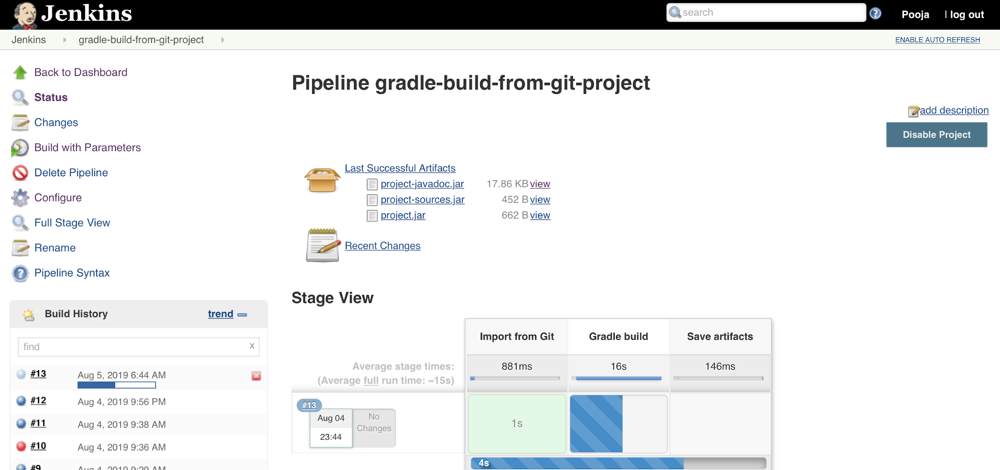 Jenkins
search
Pooja | log out
Jenkins gradle-build-from-git-project
ENABLE AUTO REFRESH
Back to Dashboard
Status
Changes
Build with Parameters
Delete Pipeline
Configure
Full Stage View
Rename
Pipeline Syntax
Build History trend
find x
#13 Aug 5, 2019 6:44 AM
#12 Aug 4, 2019 9:56 PM
#11 Aug 4, 2019 9:38 AM
#10 Aug 4, 2019 9:36 AM
#9 Aug 4, 2019 9:29 AM
Pipeline gradle-build-from-git-project
add description
Disable Project
Last Successful Artifacts
project-javadoc.jar 17.86 KB view
project-sources.jar 452 B view
project.jar 662 B view
Recent Changes
Stage View
Import from Git Gradle build Save artifacts
Average stage times: 881ms 16s 146ms
(Average full run time: ~15s)
#13
Aug 04
23:44
No
Changes
1s
4s